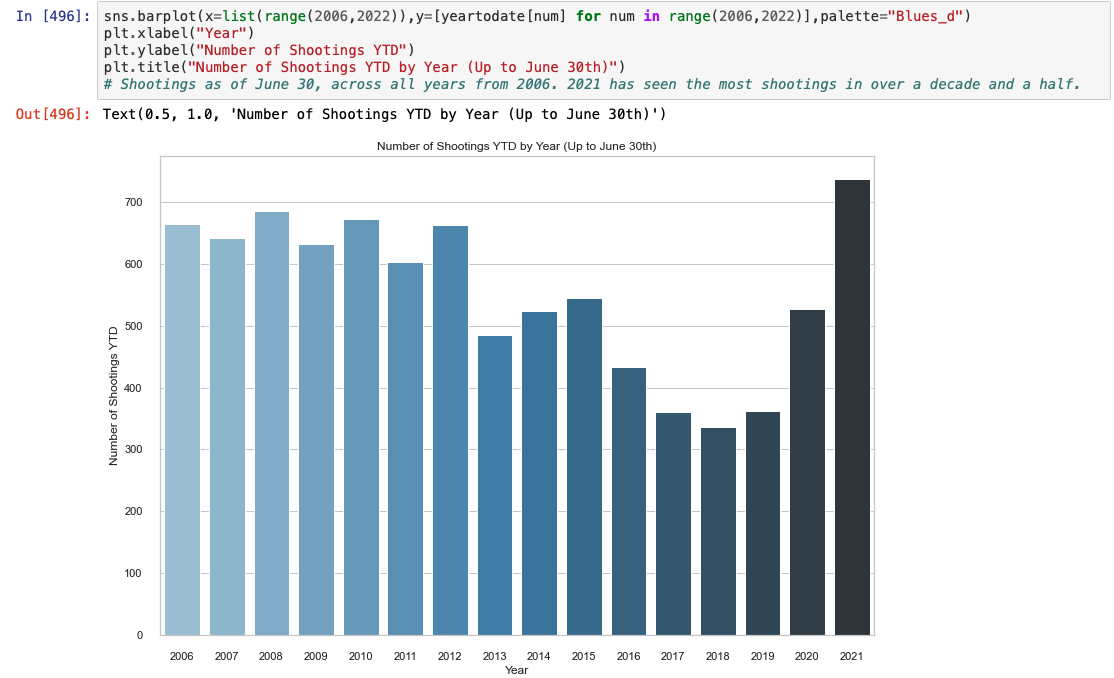 In [496]: sns.barplot(x=list(range(2006,2022)),y=[yeartodate[num] for num in range(2006,2022)],palette="Blues_d")
plt.xlabel("Year")
plt.ylabel("Number of Shootings YTD")
plt.title("Number of Shootings YTD by Year (Up to June 30th)")
# Shootings as of June 30, across all years from 2006. 2021 has seen the most shootings in over a decade and a half.
Out[496]: Text(0.5, 1.0, 'Number of Shootings YTD by Year (Up to June 30th)')
Number of Shootings YTD by Year (Up to June 30th)
Number of Shootings YTD
700
600
500
400
300
200
100
0
2006 2007 2008 2009 2010 2011 2012 2013 2014 2015 2016 2017 2018 2019 2020 2021
Year